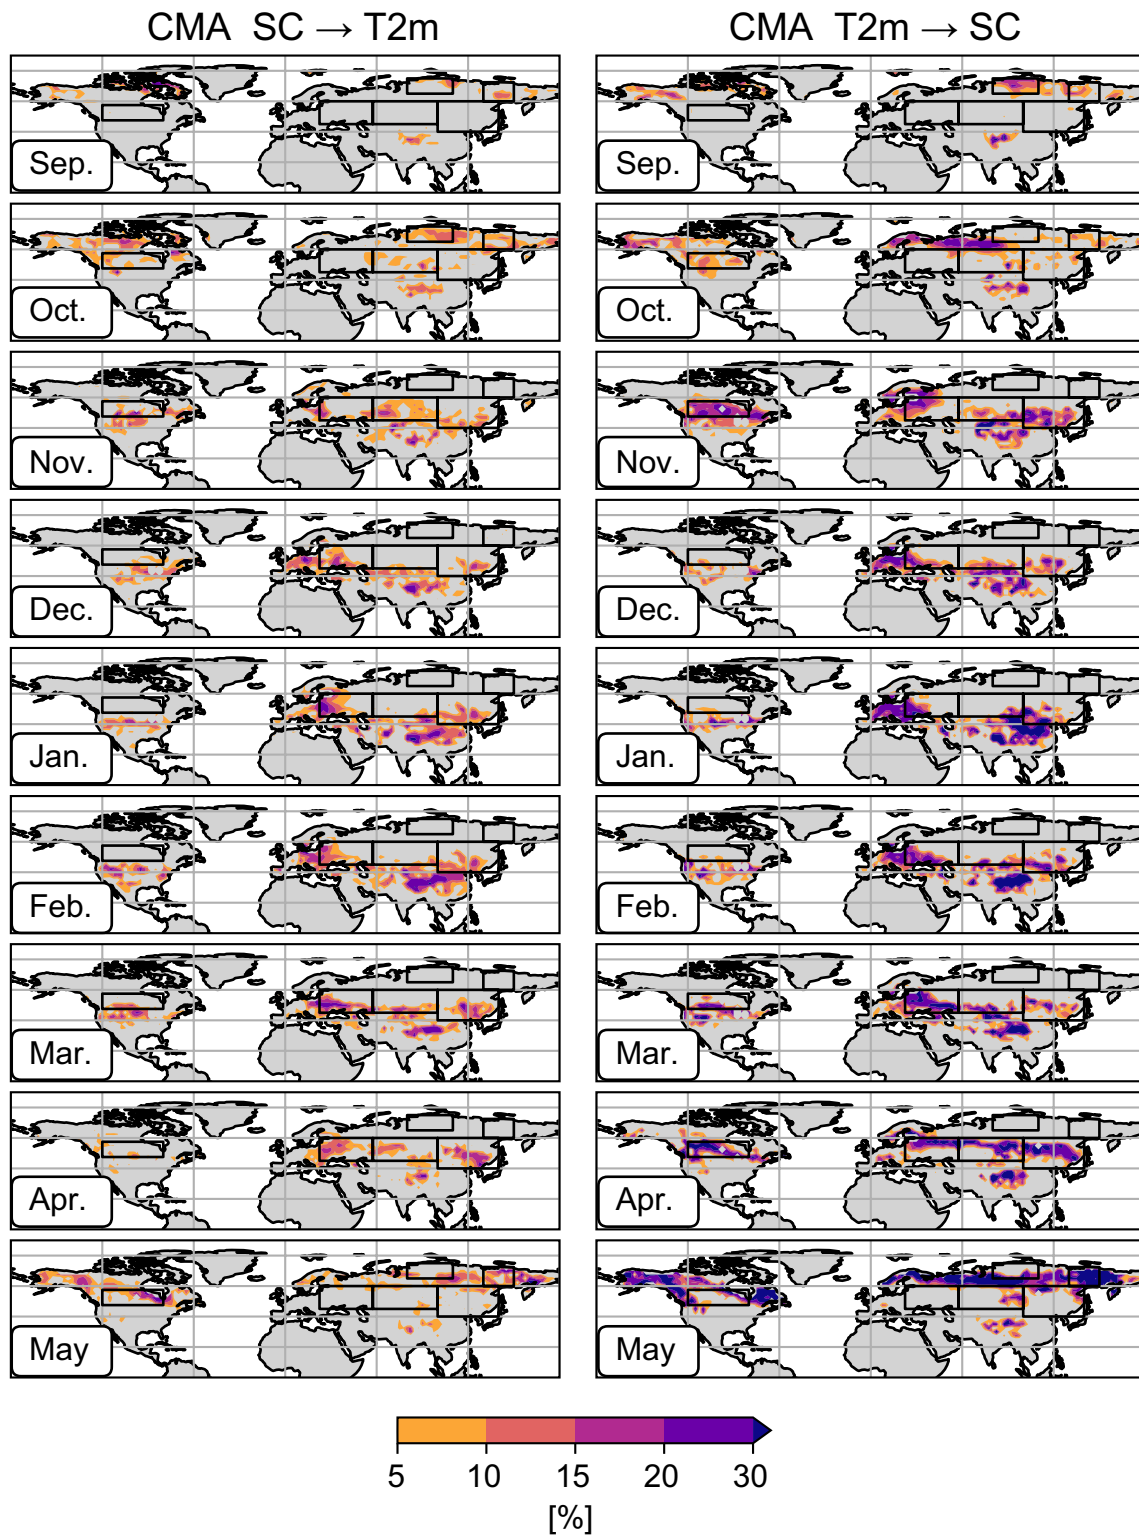 CMA SC → T2m
CMA T2m → SC
Sep.
Sep.
Oct.
Oct.
Nov.
Nov.
Dec.
Dec.
Jan.
Jan.
Feb.
Feb.
Mar.
Mar.
Apr.
Apr.
May
May
5 10 15 20 30
[%]